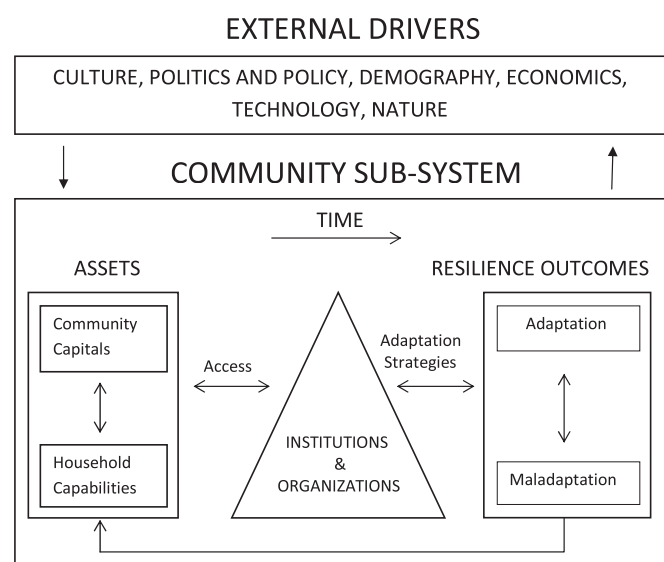 EXTERNAL DRIVERS
CULTURE, POLITICS AND POLICY, DEMOGRAPHY, ECONOMICS,
TECHNOLOGY, NATURE
COMMUNITY SUB-SYSTEM
TIME
ASSETS
RESILIENCE OUTCOMES
Community
Capitals
Household
Capabilities
Access
INSTITUTIONS
&
ORGANIZATIONS
Adaptation
Strategies
Adaptation
Maladaptation